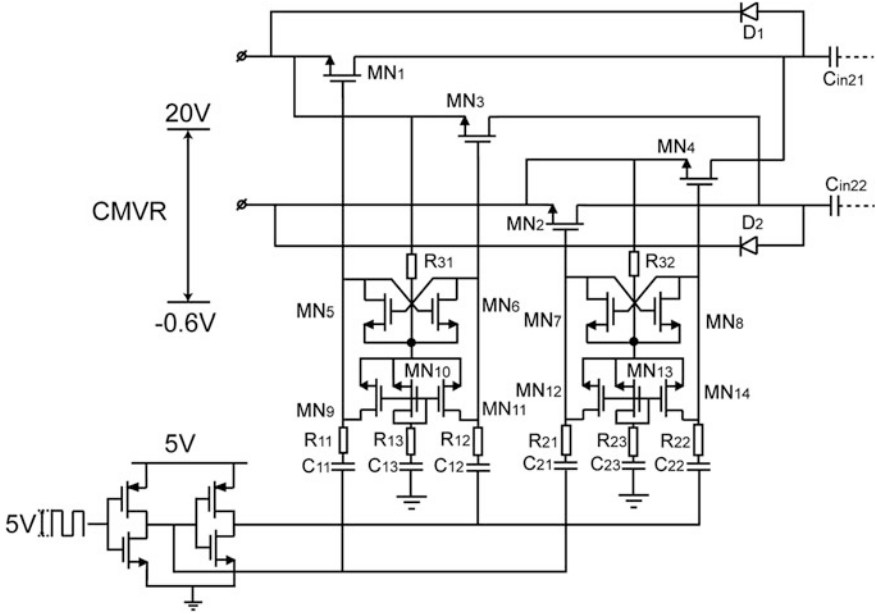 D1
MN1
Cin21
MN3
20V
MN4
CMVR
Cin22
MN2
D2
R31
R32
-0.6V
MN5
MN6
MN7
MN8
MN10
MN13
MN9
MN11
MN12
MN14
R11
R13
R12
R21
R23
R22
C11
C13
C12
C21
C23
C22
5V
5V